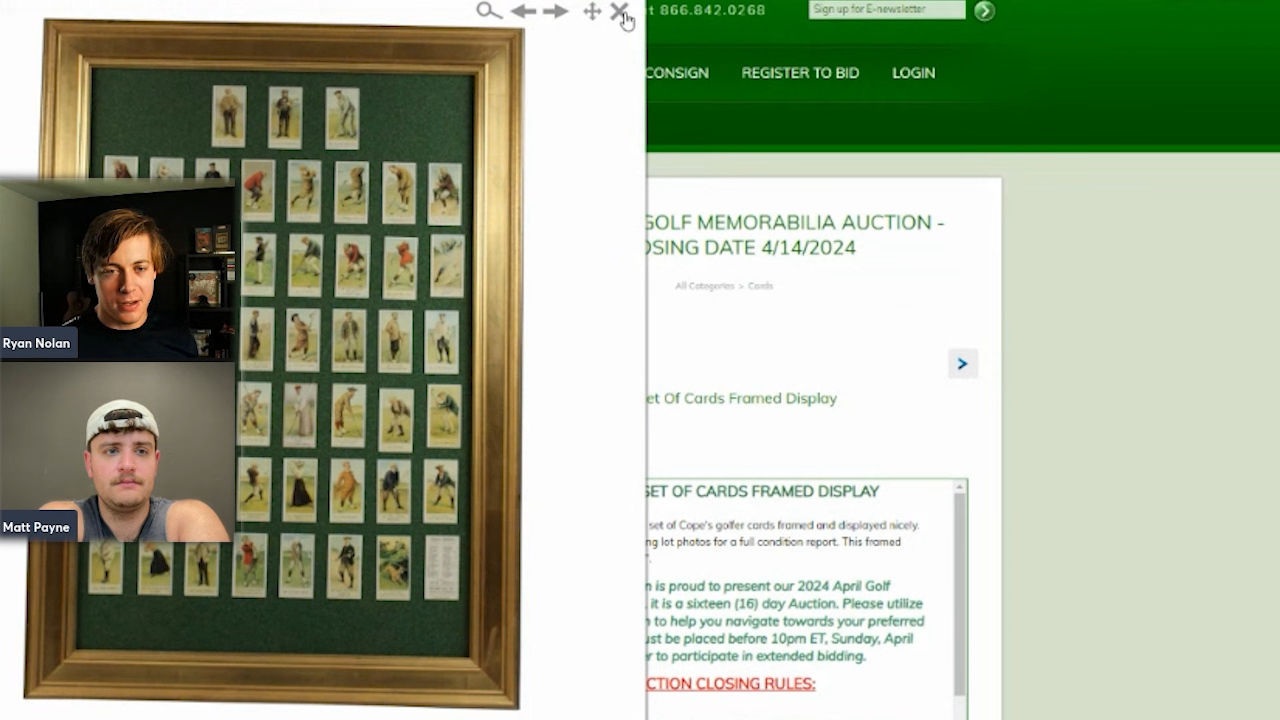 t 866.842.0268
Sign up for E-newsletter
CONSIGN REGISTER TO BID LOGIN
GOLF MEMORABILIA AUCTION -
OSING DATE 4/14/2024
All Categories > Cards
et Of Cards Framed Display
SET OF CARDS FRAMED DISPLAY
set of Cope's golfer cards framed and displayed nicely.
ng lot photos for a full condition report. This framed
n is proud to present our 2024 April Golf
it is a sixteen (16) day Auction. Please utilize
n to help you navigate towards your preferred
ust be placed before 10pm ET, Sunday, April
er to participate in extended bidding.
CTION CLOSING RULES:
Ryan Nolan
Matt Payne